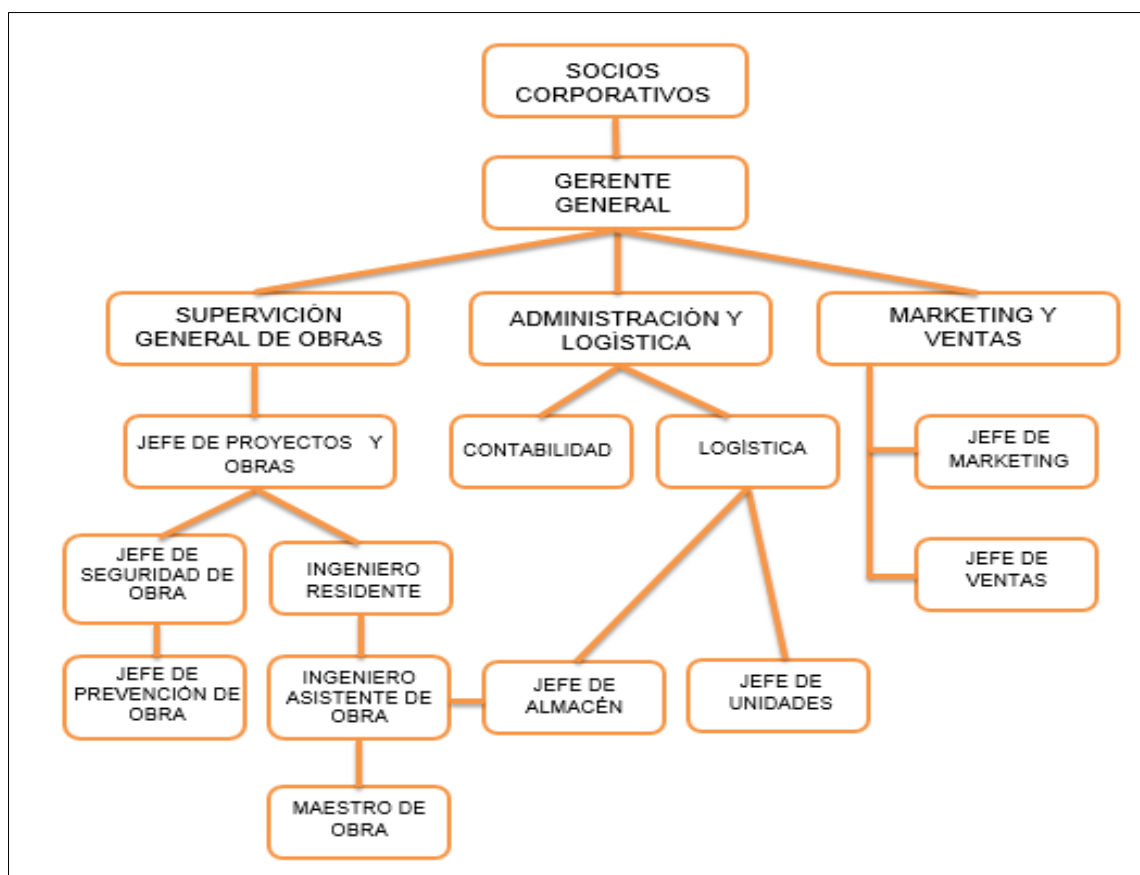 SOCIOS
CORPORATIVOS
GERENTE
GENERAL
SUPERVICIÓN
GENERAL DE OBRAS
ADMINISTRACIÓN Y
LOGÍSTICA
MARKETING Y
VENTAS
JEFE DE PROYECTOS Y
OBRAS
CONTABILIDAD
LOGÍSTICA
JEFE DE
MARKETING
JEFE DE
SEGURIDAD DE
OBRA
INGENIERO
RESIDENTE
JEFE DE
VENTAS
JEFE DE
PREVENCIÓN DE
OBRA
INGENIERO
ASISTENTE DE
OBRA
JEFE DE
ALMACÉN
JEFE DE
UNIDADES
MAESTRO DE
OBRA